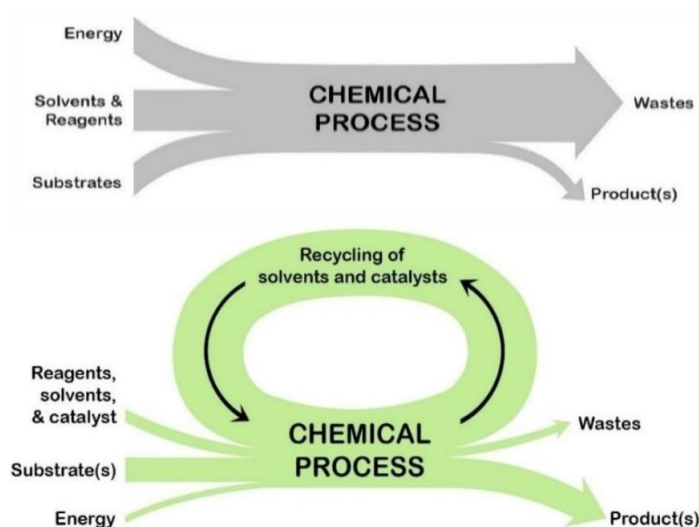 Energy
Solvents &
Reagents
Substrates
CHEMICAL
PROCESS
Wastes
Product(s)
Recycling of
solvents and catalysts
Reagents,
solvents,
& catalyst
Substrate(s)
Energy
CHEMICAL
PROCESS
Wastes
Product(s)